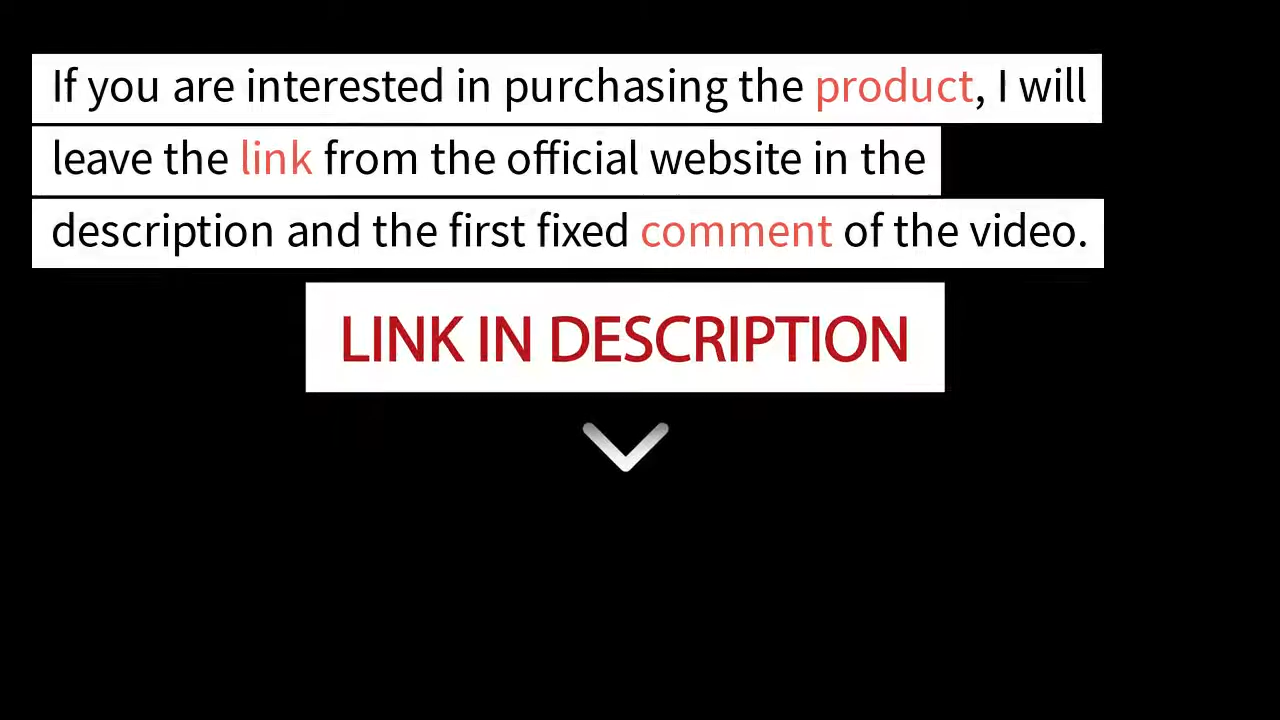 If you are interested in purchasing the product, I will
leave the link from the official website in the
description and the first fixed comment of the video.
LINK IN DESCRIPTION